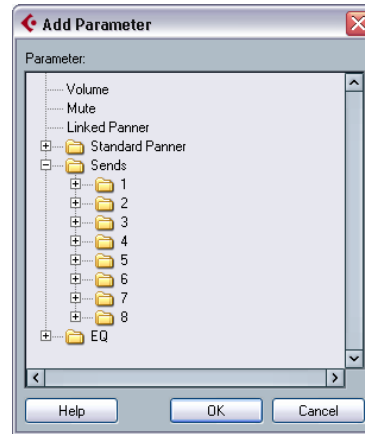 Add Parameter
Parameter:
Volume
Mute
Linked Panner
Standard Panner
Sends
1
2
3
4
5
6
7
8
EQ
Help OK Cancel